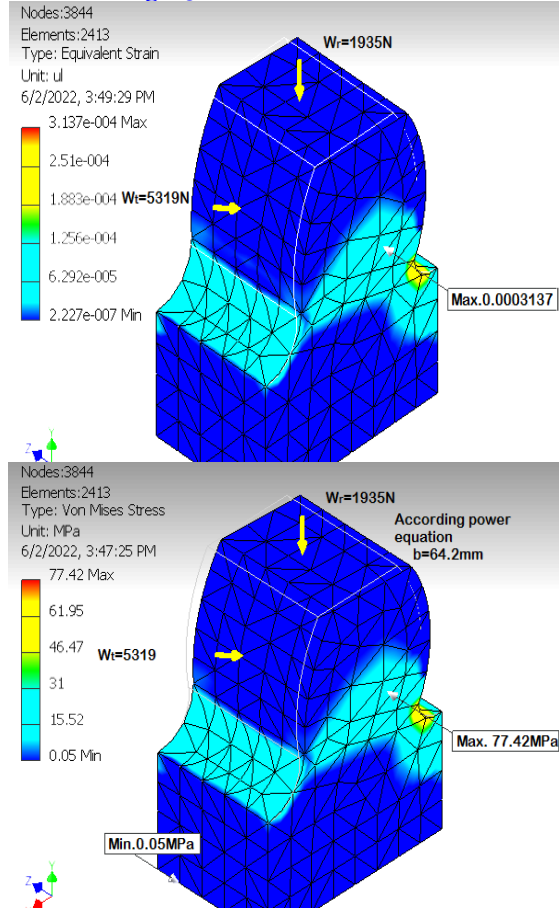 Nodes:3844
Elements:2413
Type: Equivalent Strain
Unit: ul
6/2/2022, 3:49:29 PM
Wr=1935N
3.137e-004 Max
2.51e-004
1.883e-004
Wt=5319N
1.256e-004
6.292e-005
2.227e-007 Min
Max.0.0003137
Z
Y
Nodes:3844
Elements:2413
Type: Von Mises Stress
Unit: MPa
6/2/2022, 3:47:25 PM
Wr=1935N
According power
equation
b=64.2mm
77.42 Max
61.95
46.47
Wt=5319
31
15.52
0.05 Min
Max. 77.42MPa
Min.0.05MPa
Z
Y